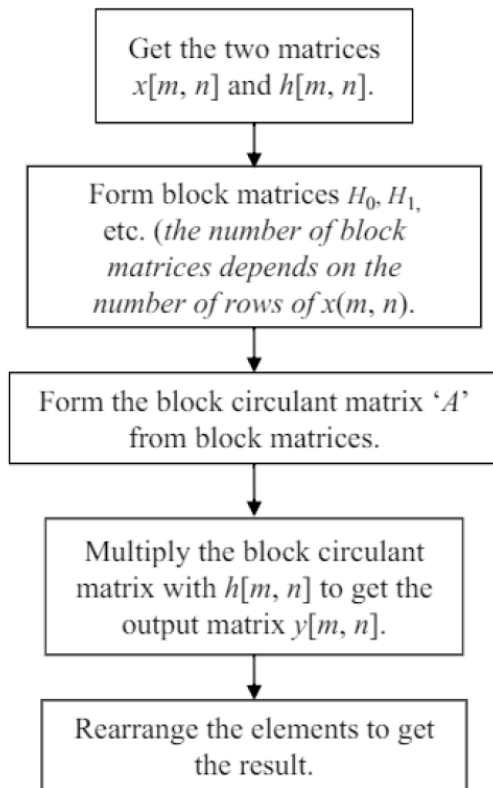 Get the two matrices
x[m, n] and h[m, n].
Form block matrices H₀, H₁,
etc. (the number of block
matrices depends on the
number of rows of x(m, n).
Form the block circulant matrix ‘A’
from block matrices.
Multiply the block circulant
matrix with h[m, n] to get the
output matrix y[m, n].
Rearrange the elements to get
the result.